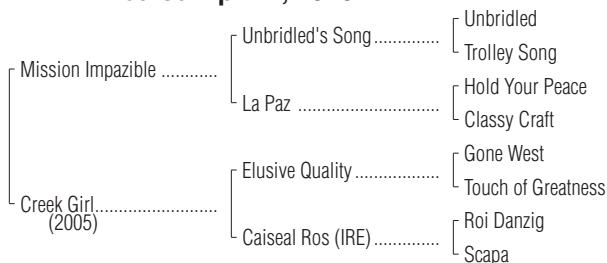 Unbridled
Unbridled's Song
Trolley Song
Mission Impazible
Hold Your Peace
La Paz
Classy Craft
Gone West
Elusive Quality
Touch of Greatness
Creek Girl
(2005)
Roi Danzig
Caiseal Ros (IRE)
Scapa